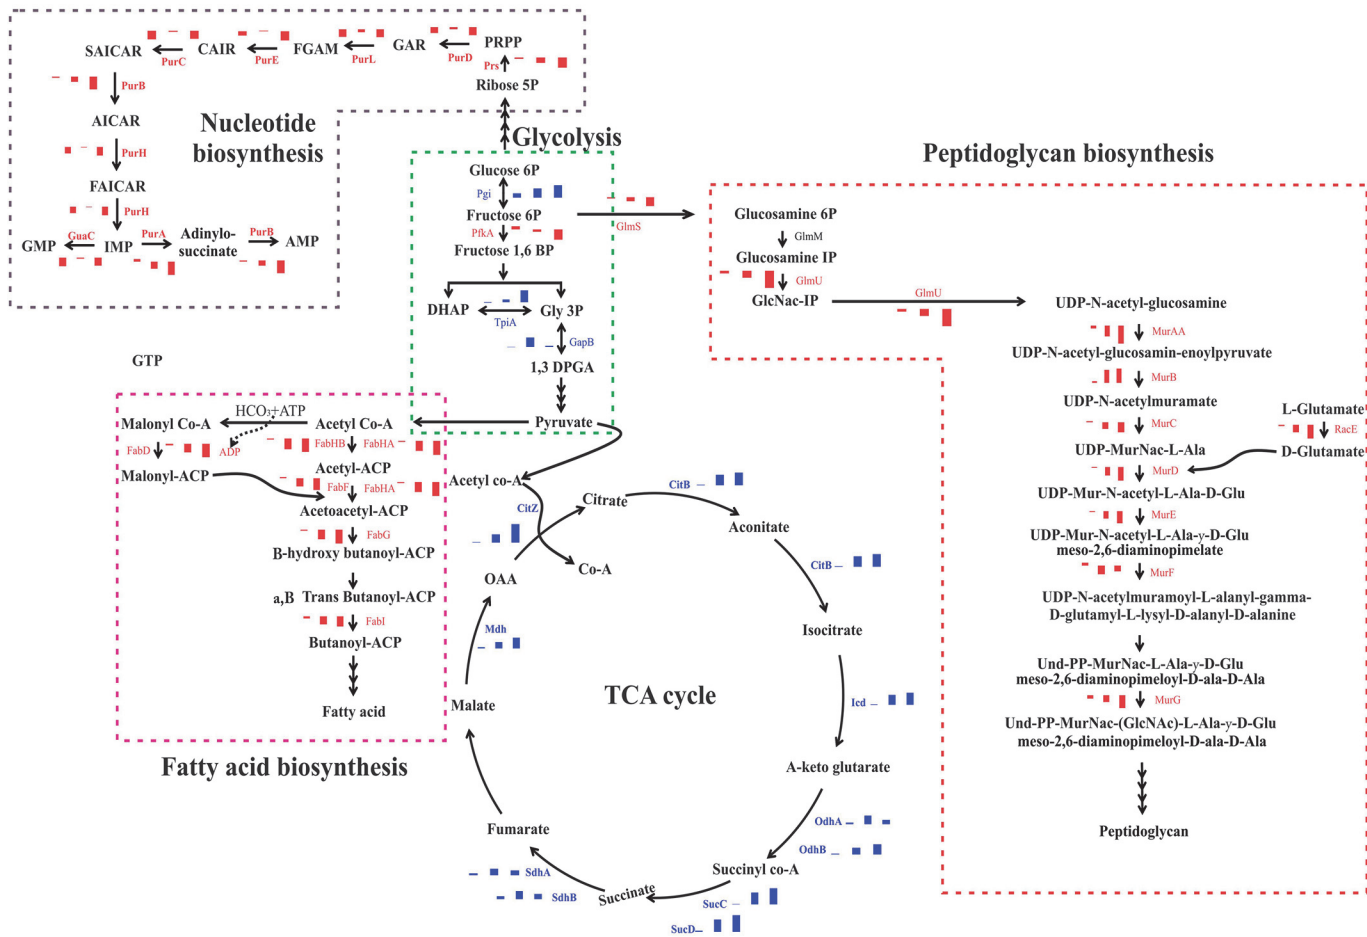 SAICAR
CAIR
FGAM
GAR
PRPP
PurC
PurE
PurL
PurD
Prs
Ribose 5P
PurB
AICAR
PurH
FAICAR
PurH
GMP
GuaC
IMP
PurA
Adinylo-
succinate
PurB
AMP
Nucleotide
biosynthesis
Glycolysis
Glucose 6P
Pgi
Fructose 6P
PfkA
Fructose 1,6 BP
DHAP
TpiA
Gly 3P
GapB
1,3 DPGA
Pyruvate
GlmS
Peptidoglycan biosynthesis
Glucosamine 6P
GlmM
Glucosamine IP
GlmU
GlcNac-IP
GlmU
UDP-N-acetyl-glucosamine
MurAA
UDP-N-acetyl-glucosamin-enoylpyruvate
MurB
UDP-N-acetylmuramate
MurC
UDP-MurNac-L-Ala
L-Glutamate
RacE
D-Glutamate
MurD
UDP-Mur-N-acetyl-L-Ala-D-Glu
MurE
UDP-Mur-N-acetyl-L-Ala-y-D-Glu
meso-2,6-diaminopimelate
MurF
UDP-N-acetylmuramoyl-L-alanyl-gamma-
D-glutamyl-L-lysyl-D-alanyl-D-alanine
Und-PP-MurNac-L-Ala-y-D-Glu
meso-2,6-diaminopimeloyl-D-ala-D-Ala
MurG
Und-PP-MurNac-(GlcNAc)-L-Ala-y-D-Glu
meso-2,6-diaminopimeloyl-D-ala-D-Ala
Peptidoglycan
GTP
HCO3+ATP
Malonyl Co-A
Acetyl Co-A
FabD
ADP
FabHB
FabHA
Malonyl-ACP
Acetyl-ACP
FabF
FabHA
Acetoacetyl-ACP
FabG
B-hydroxy butanoyl-ACP
a,B Trans Butanoyl-ACP
FabI
Butanoyl-ACP
Fatty acid
Fatty acid biosynthesis
Acetyl co-A
CitZ
Co-A
Citrate
CitB
Aconitate
CitB
Isocitrate
Icd
A-keto glutarate
OdhA
OdhB
Succinyl co-A
SucC
SucD
Succinate
SdhA
SdhB
Fumarate
Malate
Mdh
OAA
TCA cycle